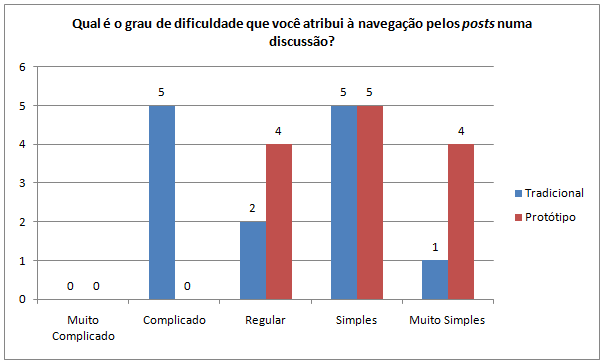 Qual é o grau de dificuldade que você atribui à navegação pelos posts numa
discussão?
6
5
4
3
2
1
0
0 0
5 0
2 4
5 5
1 4
Muito
Complicado
Complicado
Regular
Simples
Muito Simples
Tradicional
Protótipo